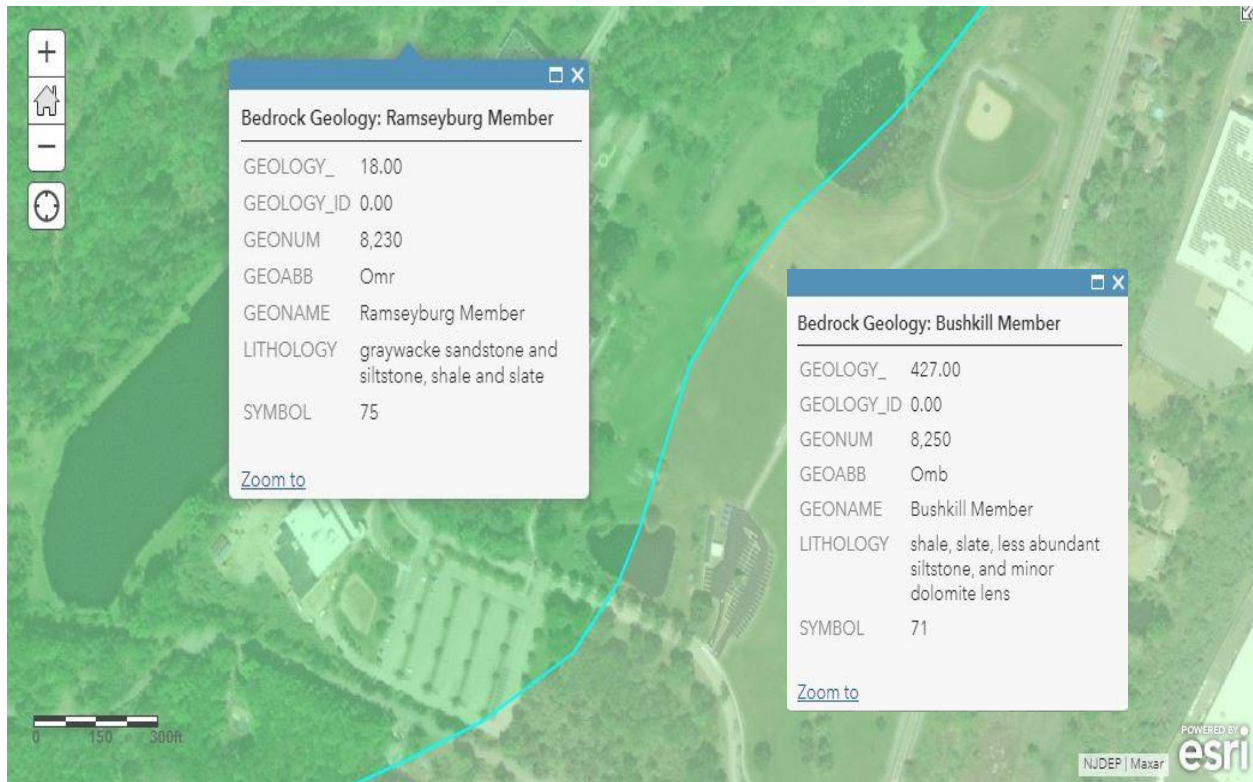 +
−
Bedrock Geology: Ramseyburg Member
GEOLOGY_ 18.00
GEOLOGY_ID 0.00
GEONUM 8,230
GEOABB Omr
GEONAME Ramseyburg Member
LITHOLOGY graywacke sandstone and
siltstone, shale and slate
SYMBOL 75
Zoom to
Bedrock Geology: Bushkill Member
GEOLOGY_ 427.00
GEOLOGY_ID 0.00
GEONUM 8,250
GEOABB Omb
GEONAME Bushkill Member
LITHOLOGY shale, slate, less abundant
siltstone, and minor
dolomite lens
SYMBOL 71
Zoom to
0 150 300ft
NJDEP | Maxar
POWERED BY
esri